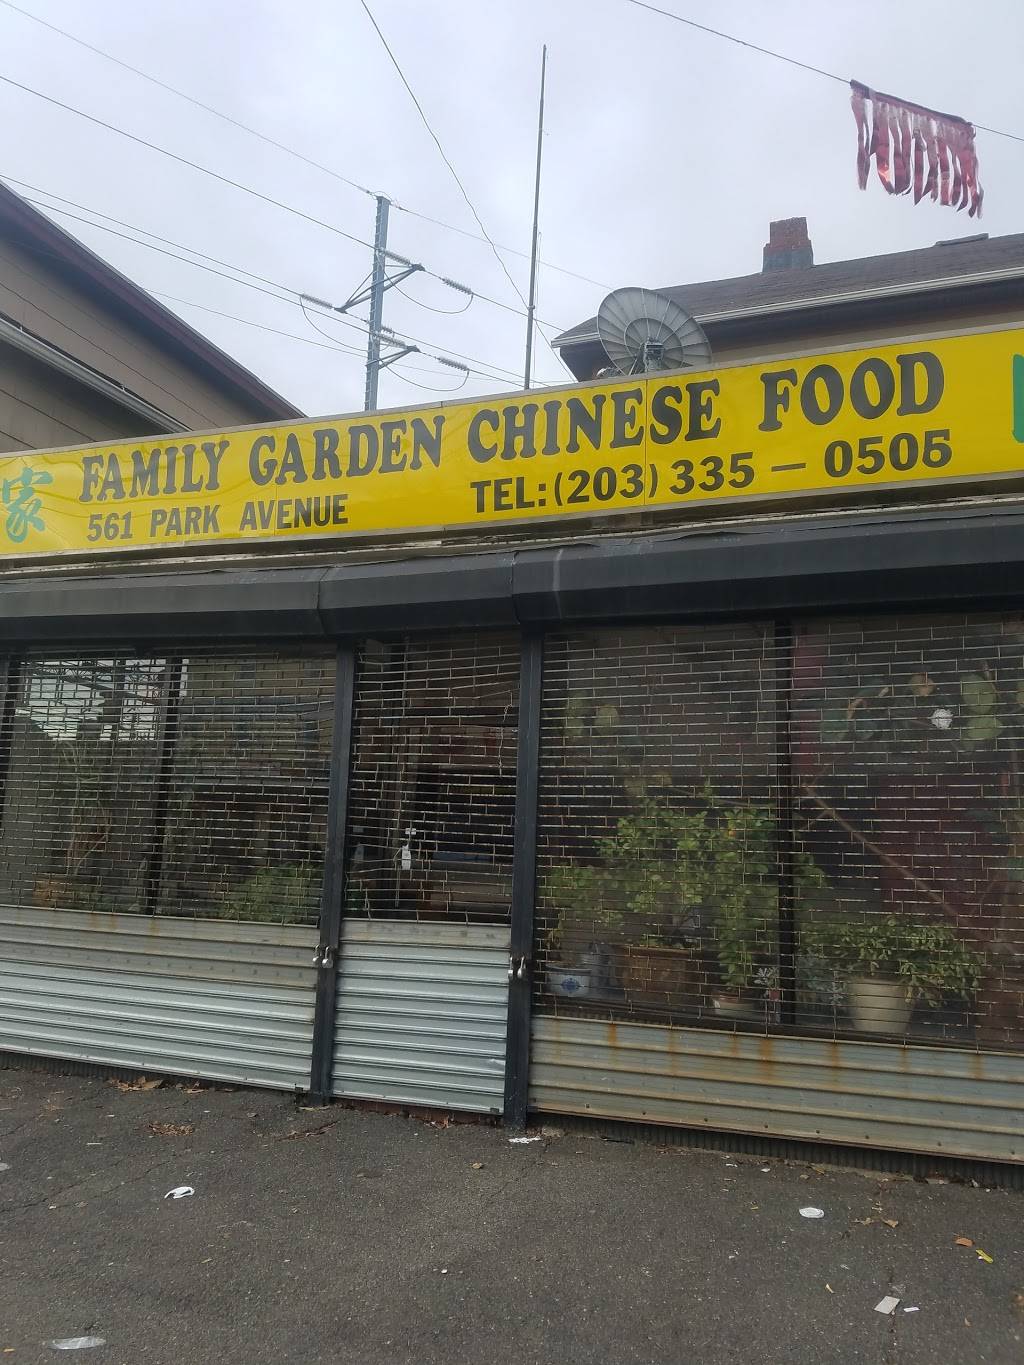 家
FAMILY GARDEN CHINESE FOOD
561 PARK AVENUE
TEL: (203) 335 — 0505